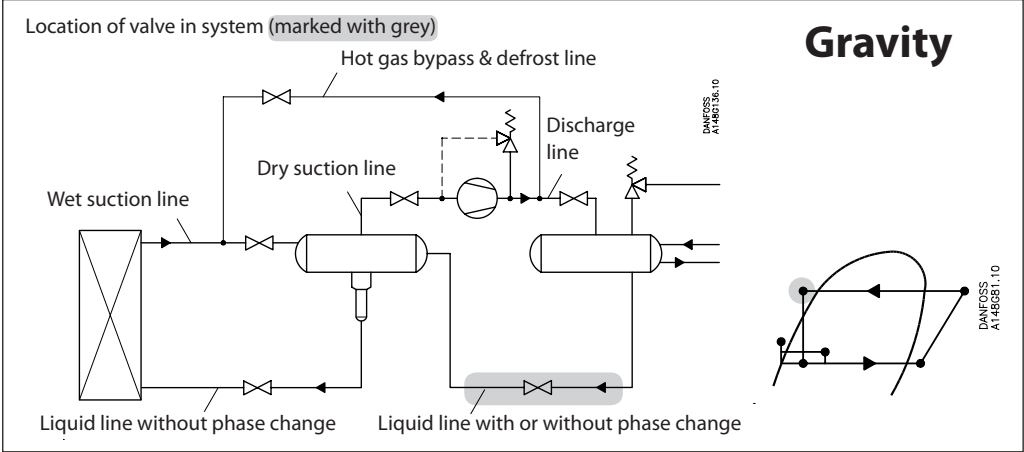 Location of valve in system (marked with grey)
Gravity
Hot gas bypass & defrost line
DANFOSS
A148G136.10
Discharge
line
Dry suction line
Wet suction line
DANFOSS
A148G81.10
Liquid line without phase change
Liquid line with or without phase change